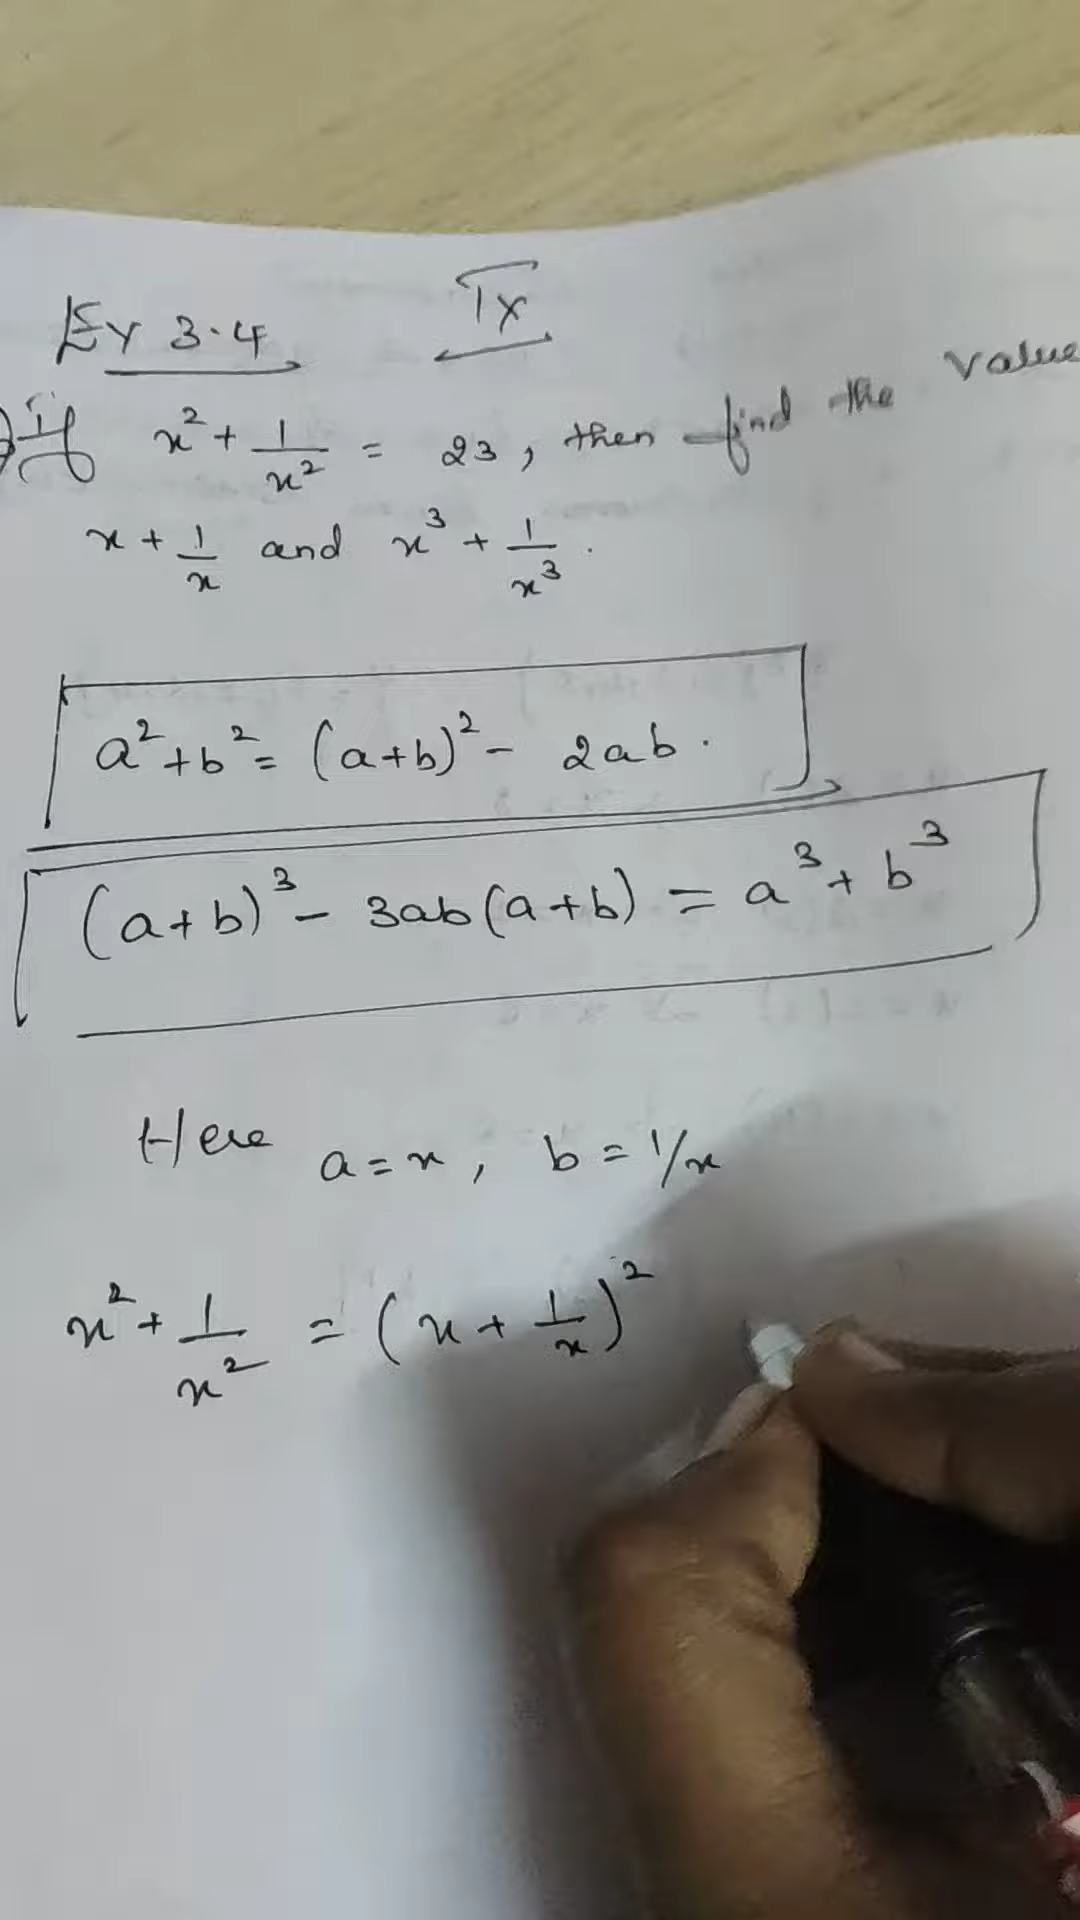 Ex 3.4 IX
If x² + 1/x² = 23, then find the value
x + 1/x and x³ + 1/x³.
a² + b² = (a+b)² - 2ab.
(a+b)³ - 3ab(a+b) = a³ + b³
Here a = x, b = 1/x
x² + 1/x² = (x + 1/x)²